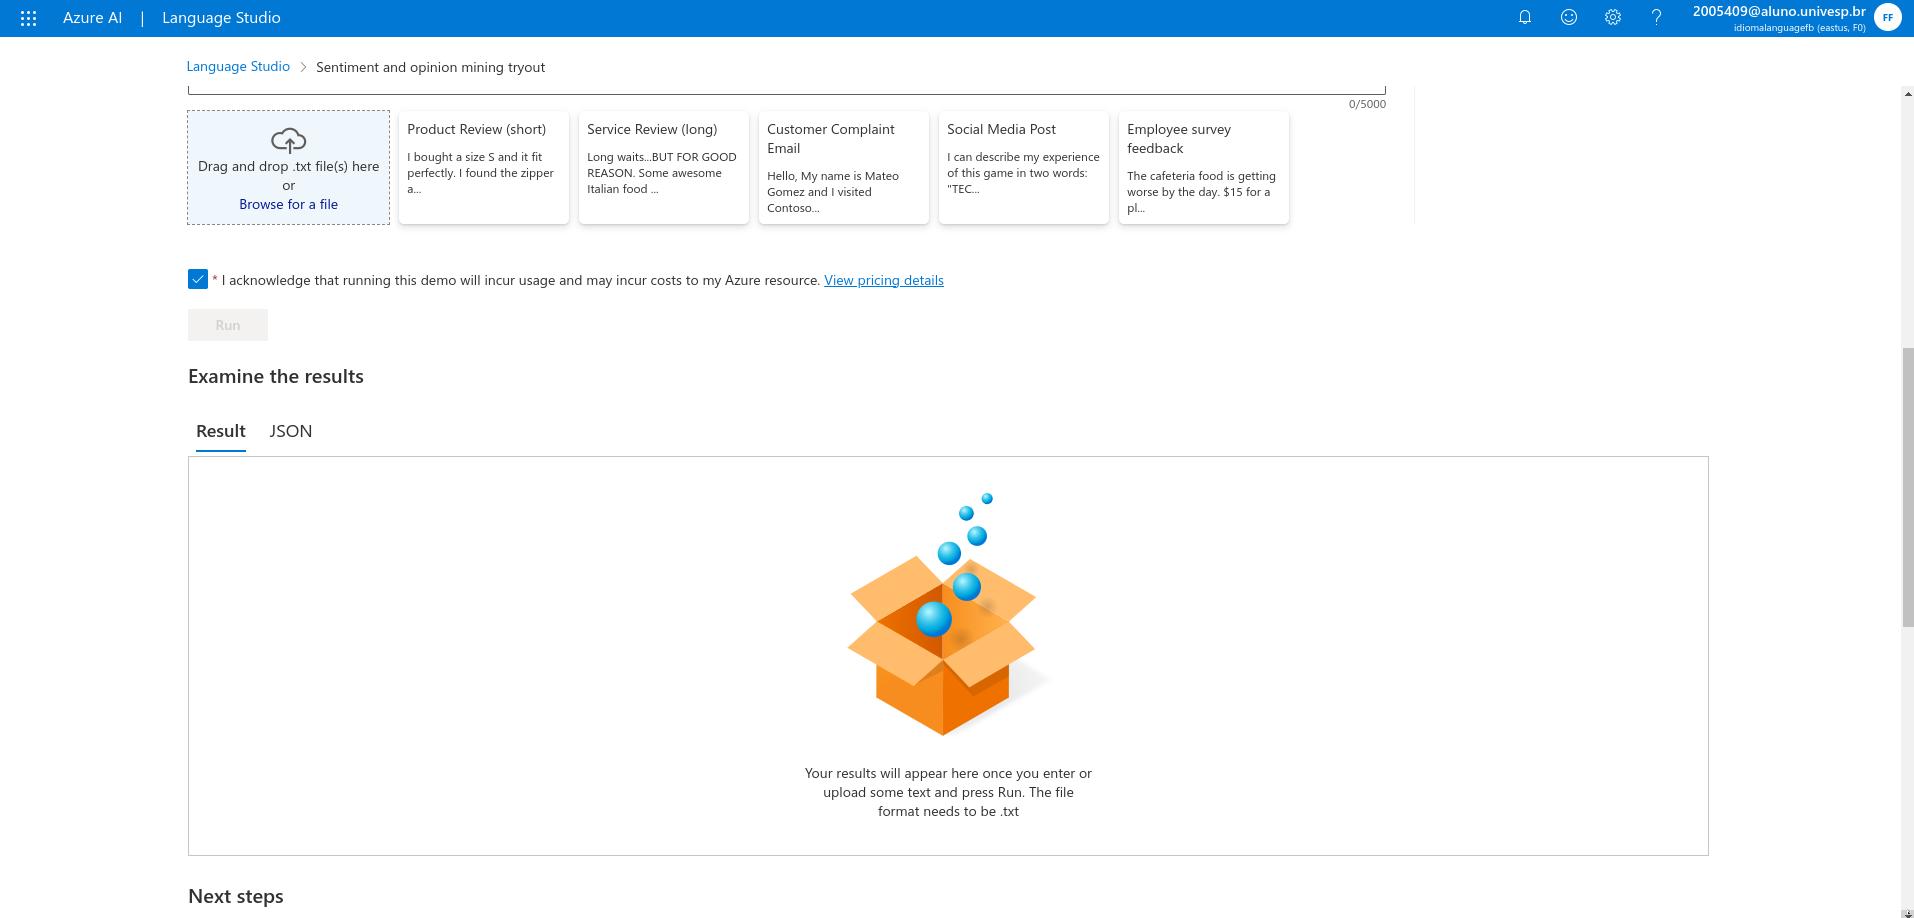 Azure AI | Language Studio
2005409@aluno.univesp.br
idiomalanguagefb (eastus, F0)
FF
Language Studio > Sentiment and opinion mining tryout
0/5000
Drag and drop .txt file(s) here
or
Browse for a file
Product Review (short)
I bought a size S and it fit
perfectly. I found the zipper
a...
Service Review (long)
Long waits...BUT FOR GOOD
REASON. Some awesome
Italian food ...
Customer Complaint
Email
Hello, My name is Mateo
Gomez and I visited
Contoso...
Social Media Post
I can describe my experience
of this game in two words:
"TEC...
Employee survey
feedback
The cafeteria food is getting
worse by the day. $15 for a
pl...
* I acknowledge that running this demo will incur usage and may incur costs to my Azure resource. View pricing details
Run
Examine the results
Result JSON
Your results will appear here once you enter or
upload some text and press Run. The file
format needs to be .txt
Next steps